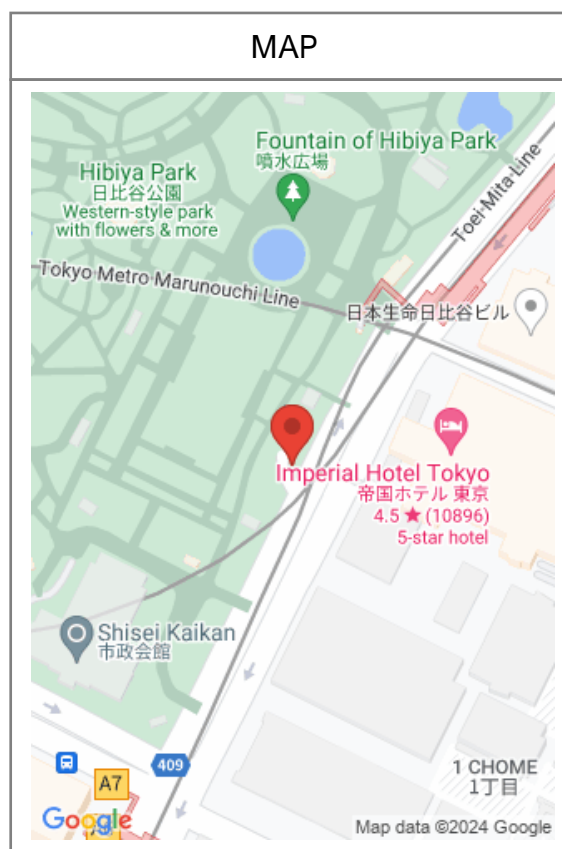 MAP
Fountain of Hibiya Park
噴水広場
Hibiya Park
日比谷公園
Western-style park
with flowers & more
Toei Mita Line
Tokyo Metro Marunouchi Line
日本生命日比谷ビル
Imperial Hotel Tokyo
帝国ホテル 東京
4.5 ★ (10896)
5-star hotel
Shisei Kaikan
市政会館
409
1 CHOME
1丁目
A7
Google
Map data ©2024 Google